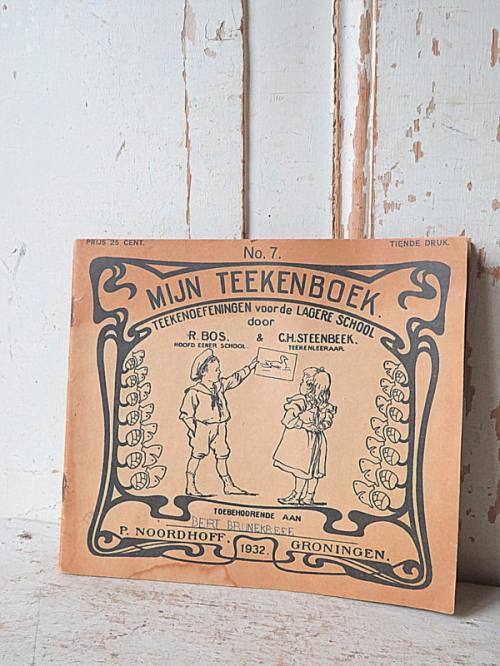 PRIJS 25 CENT.
No. 7.
TIENDE DRUK.
MIJN TEEKENBOEK.
TEEKENOEFENINGEN voor de LAGERE SCHOOL
door
R. BOS. & C.H. STEENBEEK.
HOOFD EENER SCHOOL. TEEKENLEERAAR.
TOEBEHOORENDE AAN
BERT BRUNEKREEF
P. NOORDHOFF. 1932. GRONINGEN.